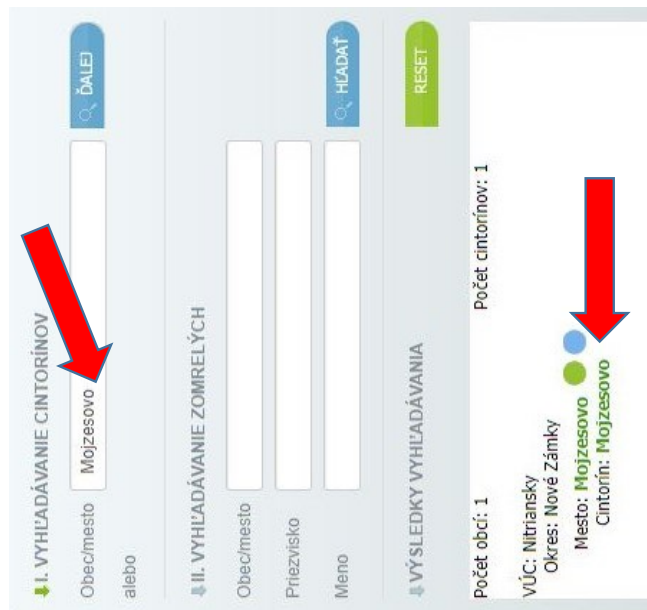 I. VYHĽADÁVANIE CINTORÍNOV
Obec/mesto Mojzesovo ĎALEJ
alebo
II. VYHĽADÁVANIE ZOMRELÝCH
Obec/mesto
Priezvisko
Meno HĽADAŤ
VÝSLEDKY VYHĽADÁVANIA RESET
Počet obcí: 1 Počet cintorínov: 1
VÚC: Nitriansky
Okres: Nové Zámky
Mesto: Mojzesovo
Cintorín: Mojzesovo